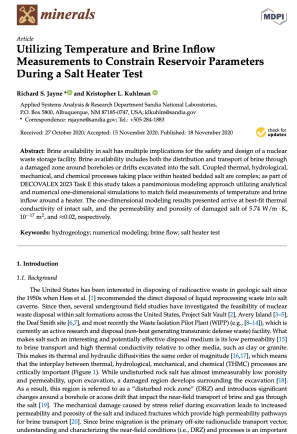 minerals
MDPI
Article
Utilizing Temperature and Brine Inflow
Measurements to Constrain Reservoir Parameters
During a Salt Heater Test
Richard S. Jayne * and Kristopher L. Kuhlman
Applied Systems Analysis & Research Department Sandia National Laboratories,
P.O. Box 5800, Albuquerque, NM 87185-0747, USA; klkuhlm@sandia.gov
* Correspondence: rsjayne@sandia.gov; Tel.: +505-284-1883
Received: 27 October 2020; Accepted: 15 November 2020; Published: 18 November 2020
check for
updates
Abstract: Brine availability in salt has multiple implications for the safety and design of a nuclear
waste storage facility. Brine availability includes both the distribution and transport of brine through
a damaged zone around boreholes or drifts excavated into the salt. Coupled thermal, hydrological,
mechanical, and chemical processes taking place within heated bedded salt are complex; as part of
DECOVALEX 2023 Task E this study takes a parsimonious modeling approach utilizing analytical
and numerical one-dimensional simulations to match field measurements of temperature and brine
inflow around a heater. The one-dimensional modeling results presented arrive at best-fit thermal
conductivity of intact salt, and the permeability and porosity of damaged salt of 5.74 W/m · K,
10⁻¹⁷ m², and ≈0.02, respectively.
Keywords: hydrogeology; numerical modeling; brine flow; salt heater test
1. Introduction
1.1. Background
The United States has been interested in disposing of radioactive waste in geologic salt since
the 1950s when Hess et al. [1] recommended the direct disposal of liquid reprocessing waste into salt
caverns. Since then, several underground field studies have investigated the feasibility of nuclear
waste disposal within salt formations across the United States, Project Salt Vault [2], Avery Island [3–5],
the Deaf Smith site [6,7], and most recently the Waste Isolation Pilot Plant (WIPP) (e.g., [8–14]), which is
currently an active research and disposal (non-heat generating transuranic defense waste) facility. What
makes salt such an interesting and potentially effective disposal medium is its low permeability [15]
to brine transport and high thermal conductivity relative to other mediums, such as clay or granite.
This makes its thermal and hydraulic diffusivities the same order of magnitude [16,17], which means
that the interplay between thermal, hydrological, mechanical, and chemical (THMC) processes are
critically important (Figure 1). While undisturbed rock salt has almost immeasurably low porosity
and permeability, upon excavation, a damaged region develops surrounding the excavation [18].
As a result, this region is referred to as a “disturbed rock zone” (DRZ) and introduces significant
changes around a borehole or access drift that impact the near-field transport of brine and gas through
the salt [19]. The mechanical damage caused by stress relief during excavation leads to increased
permeability and porosity of the salt and induced fractures which provide high permeability pathways
for brine transport [20]. Since brine migration is the primary off-site radionuclide transport vector,
understanding and characterizing the near-field conditions (i.e., DRZ) and processes is an important